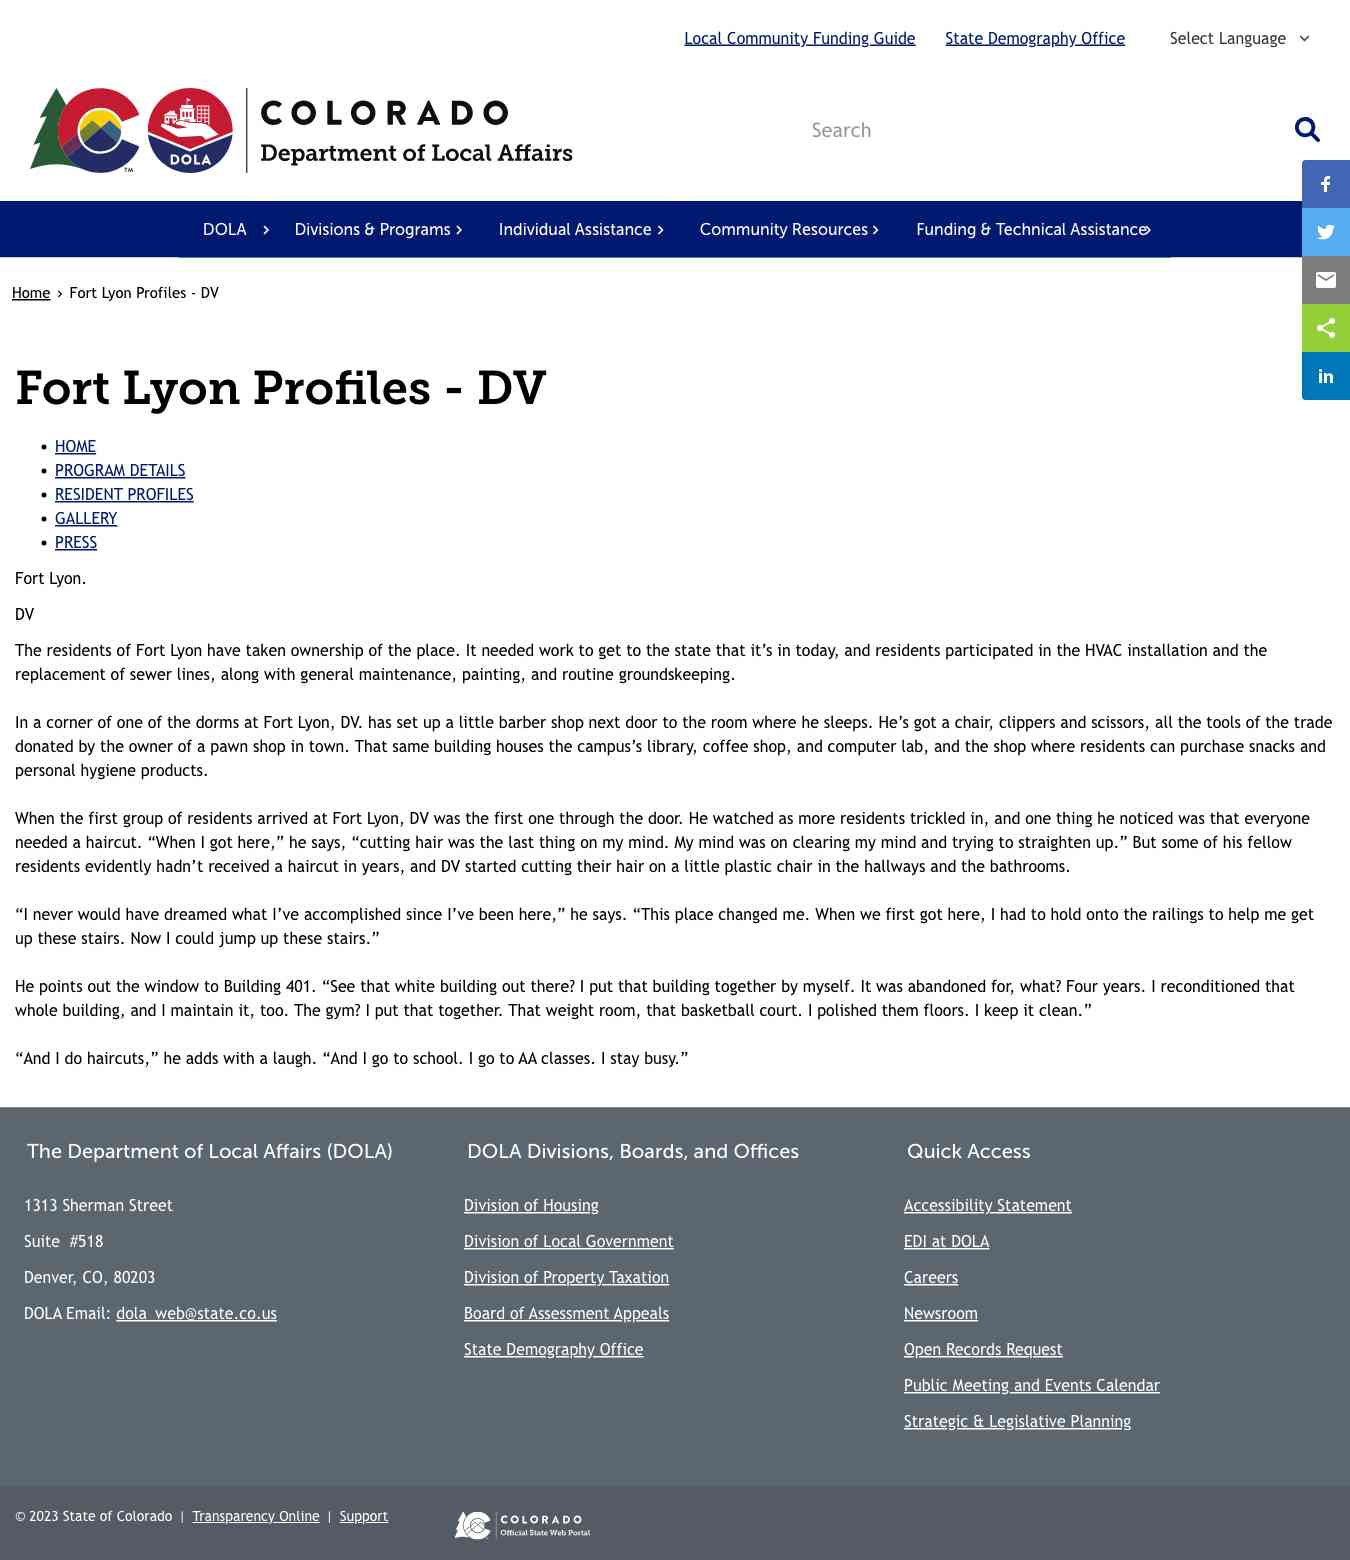 Local Community Funding Guide State Demography Office Select Language
COLORADO
Department of Local Affairs
DOLA
TM
Search
DOLA Divisions & Programs Individual Assistance Community Resources Funding & Technical Assistance
Home › Fort Lyon Profiles - DV
Fort Lyon Profiles - DV
• HOME
• PROGRAM DETAILS
• RESIDENT PROFILES
• GALLERY
• PRESS
Fort Lyon.
DV
The residents of Fort Lyon have taken ownership of the place. It needed work to get to the state that it’s in today, and residents participated in the HVAC installation and the
replacement of sewer lines, along with general maintenance, painting, and routine groundskeeping.
In a corner of one of the dorms at Fort Lyon, DV. has set up a little barber shop next door to the room where he sleeps. He’s got a chair, clippers and scissors, all the tools of the trade
donated by the owner of a pawn shop in town. That same building houses the campus’s library, coffee shop, and computer lab, and the shop where residents can purchase snacks and
personal hygiene products.
When the first group of residents arrived at Fort Lyon, DV was the first one through the door. He watched as more residents trickled in, and one thing he noticed was that everyone
needed a haircut. “When I got here,” he says, “cutting hair was the last thing on my mind. My mind was on clearing my mind and trying to straighten up.” But some of his fellow
residents evidently hadn’t received a haircut in years, and DV started cutting their hair on a little plastic chair in the hallways and the bathrooms.
“I never would have dreamed what I’ve accomplished since I’ve been here,” he says. “This place changed me. When we first got here, I had to hold onto the railings to help me get
up these stairs. Now I could jump up these stairs.”
He points out the window to Building 401. “See that white building out there? I put that building together by myself. It was abandoned for, what? Four years. I reconditioned that
whole building, and I maintain it, too. The gym? I put that together. That weight room, that basketball court. I polished them floors. I keep it clean.”
“And I do haircuts,” he adds with a laugh. “And I go to school. I go to AA classes. I stay busy.”
The Department of Local Affairs (DOLA)
1313 Sherman Street
Suite #518
Denver, CO, 80203
DOLA Email: dola_web@state.co.us
DOLA Divisions, Boards, and Offices
Division of Housing
Division of Local Government
Division of Property Taxation
Board of Assessment Appeals
State Demography Office
Quick Access
Accessibility Statement
EDI at DOLA
Careers
Newsroom
Open Records Request
Public Meeting and Events Calendar
Strategic & Legislative Planning
© 2023 State of Colorado | Transparency Online | Support
COLORADO
Official State Web Portal